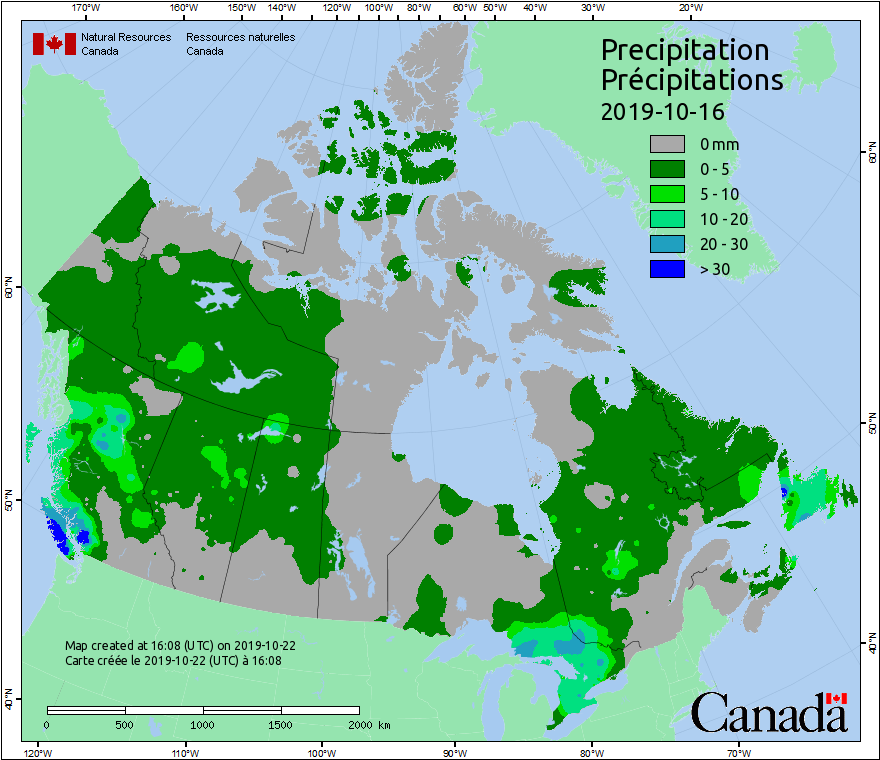 170°W 160°W 150°W 140°W 130°W 120°W 110°W 100°W 90°W 80°W 60°W 50°W 40°W 30°W 20°W
Natural Resources Ressources naturelles
Canada Canada
Precipitation
Précipitations
2019-10-16
0 mm
0 - 5
5 - 10
10 - 20
20 - 30
> 30
60°N 60°N
50°N 50°N
40°N 40°N
Map created at 16:08 (UTC) on 2019-10-22
Carte créée le 2019-10-22 (UTC) à 16:08
0 500 1000 1500 2000 km
Canada
120°W 110°W 100°W 90°W 80°W 70°W